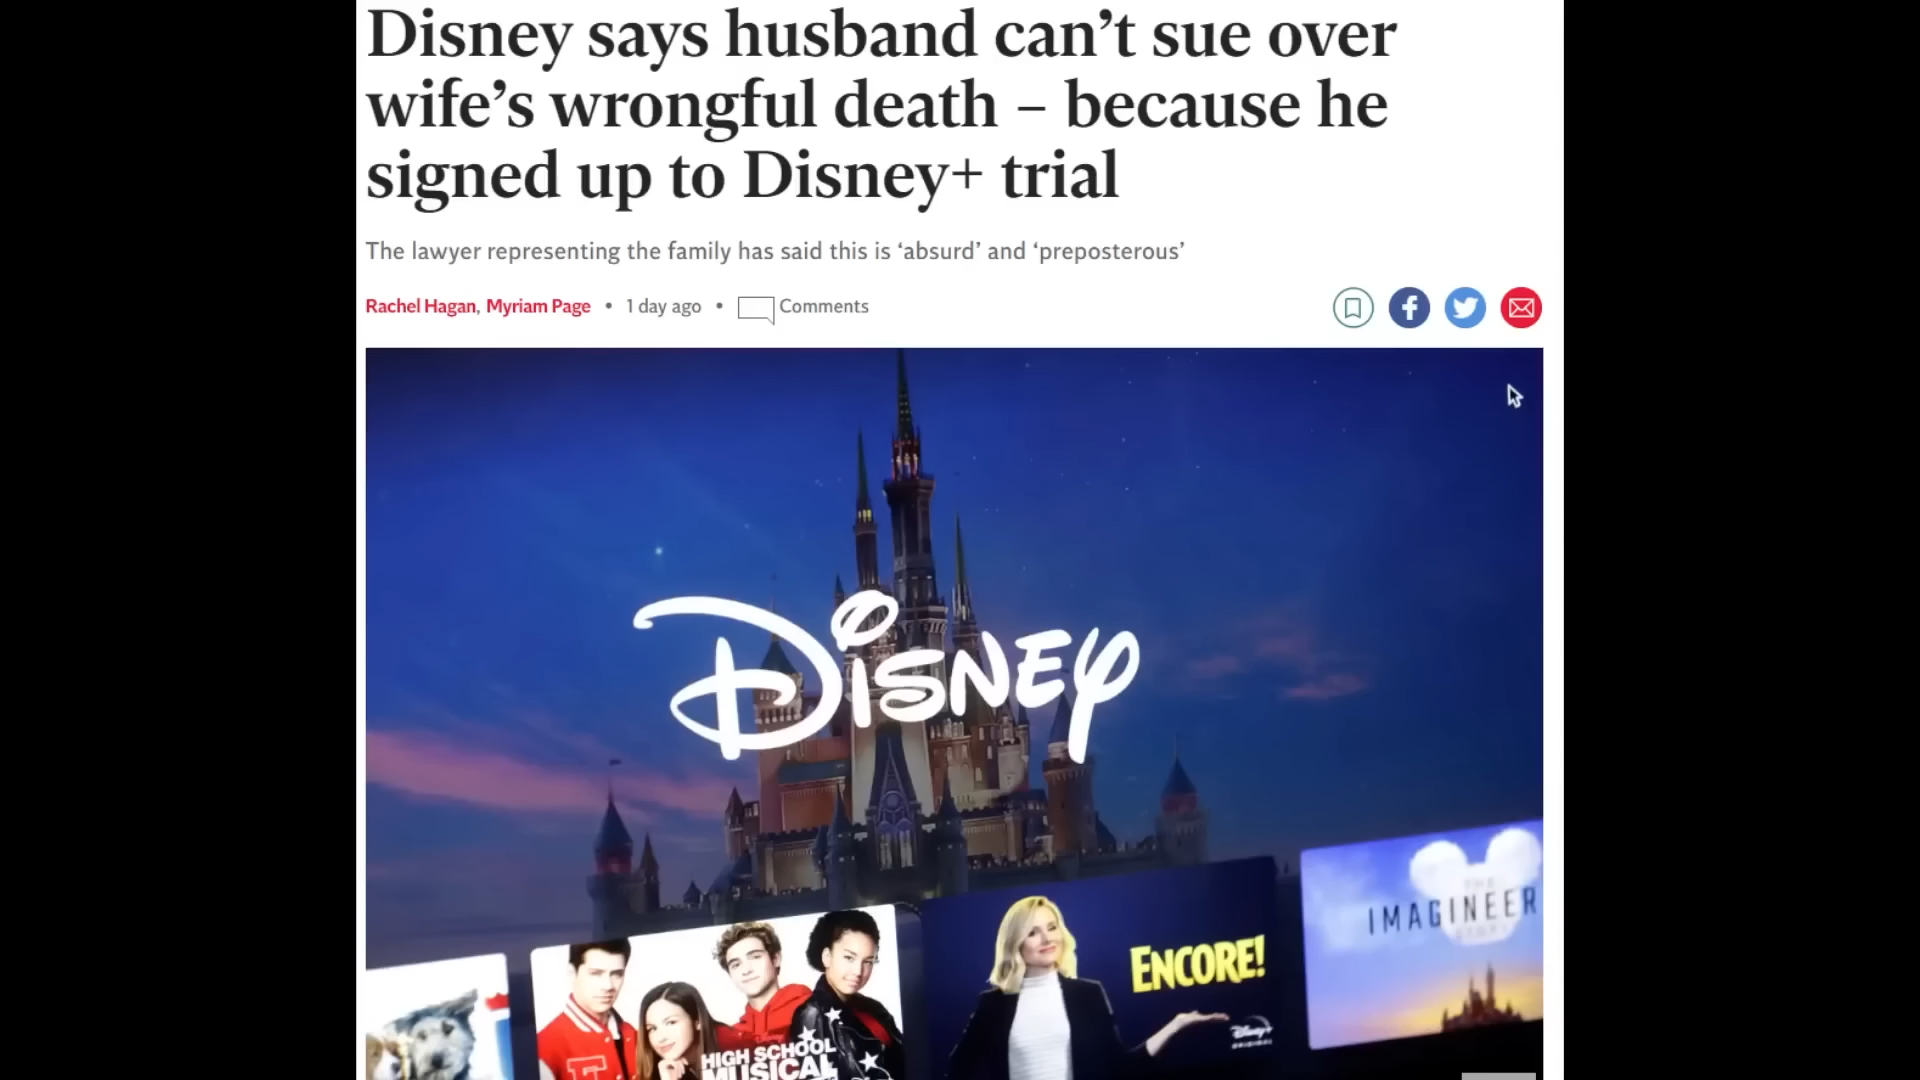 Disney says husband can’t sue over
wife’s wrongful death – because he
signed up to Disney+ trial
The lawyer representing the family has said this is ‘absurd’ and ‘preposterous’
Rachel Hagan, Myriam Page • 1 day ago • Comments
Disney
ENCORE!
IMAGINEER
Disney+
ORIGINAL
HIGH SCHOOL
MUSICAL